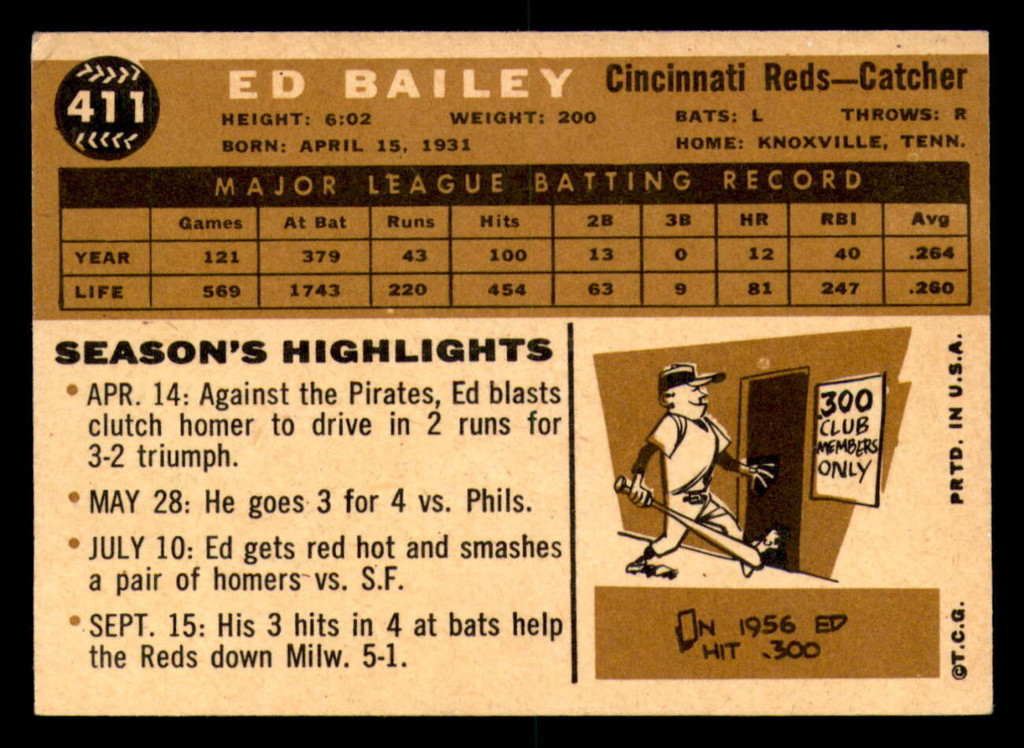 411
ED BAILEY Cincinnati Reds—Catcher
HEIGHT: 6:02 WEIGHT: 200 BATS: L THROWS: R
BORN: APRIL 15, 1931 HOME: KNOXVILLE, TENN.
MAJOR LEAGUE BATTING RECORD
Games At Bat Runs Hits 2B 3B HR RBI Avg
YEAR 121 379 43 100 13 0 12 40 .264
LIFE 569 1743 220 454 63 9 81 247 .260
SEASON'S HIGHLIGHTS
• APR. 14: Against the Pirates, Ed blasts
clutch homer to drive in 2 runs for
3-2 triumph.
• MAY 28: He goes 3 for 4 vs. Phils.
• JULY 10: Ed gets red hot and smashes
a pair of homers vs. S.F.
• SEPT. 15: His 3 hits in 4 at bats help
the Reds down Milw. 5-1.
.300
CLUB
MEMBERS
ONLY
IN 1956 ED
HIT .300
PRTD. IN U.S.A.
©T.C.G.